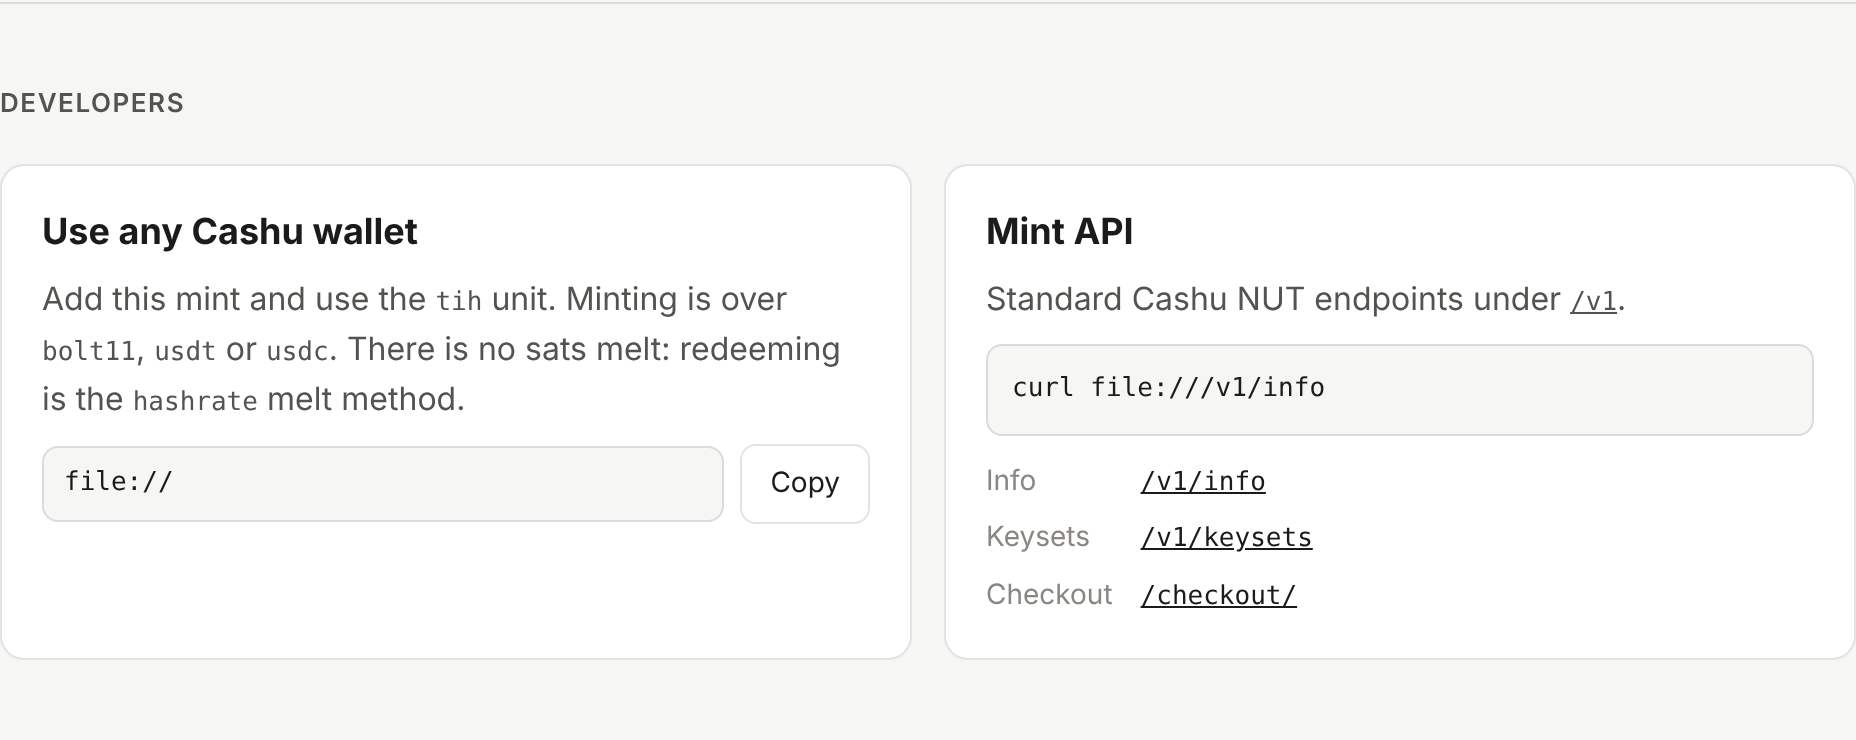 DEVELOPERS
Use any Cashu wallet
Add this mint and use the tih unit. Minting is over
bolt11, usdt or usdc. There is no sats melt: redeeming
is the hashrate melt method.
file://
Copy
Mint API
Standard Cashu NUT endpoints under /v1.
curl file:///v1/info
Info /v1/info
Keysets /v1/keysets
Checkout /checkout/